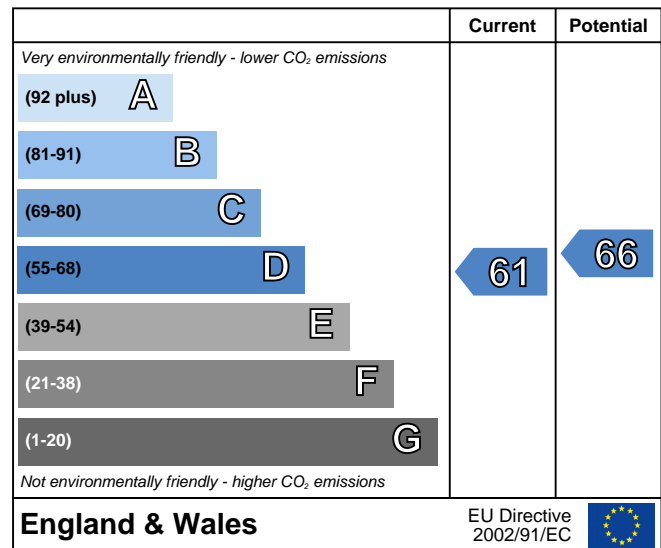 Current Potential
Very environmentally friendly - lower CO₂ emissions
(92 plus) A
(81-91) B
(69-80) C
(55-68) D 61 66
(39-54) E
(21-38) F
(1-20) G
Not environmentally friendly - higher CO₂ emissions
England & Wales
EU Directive
2002/91/EC